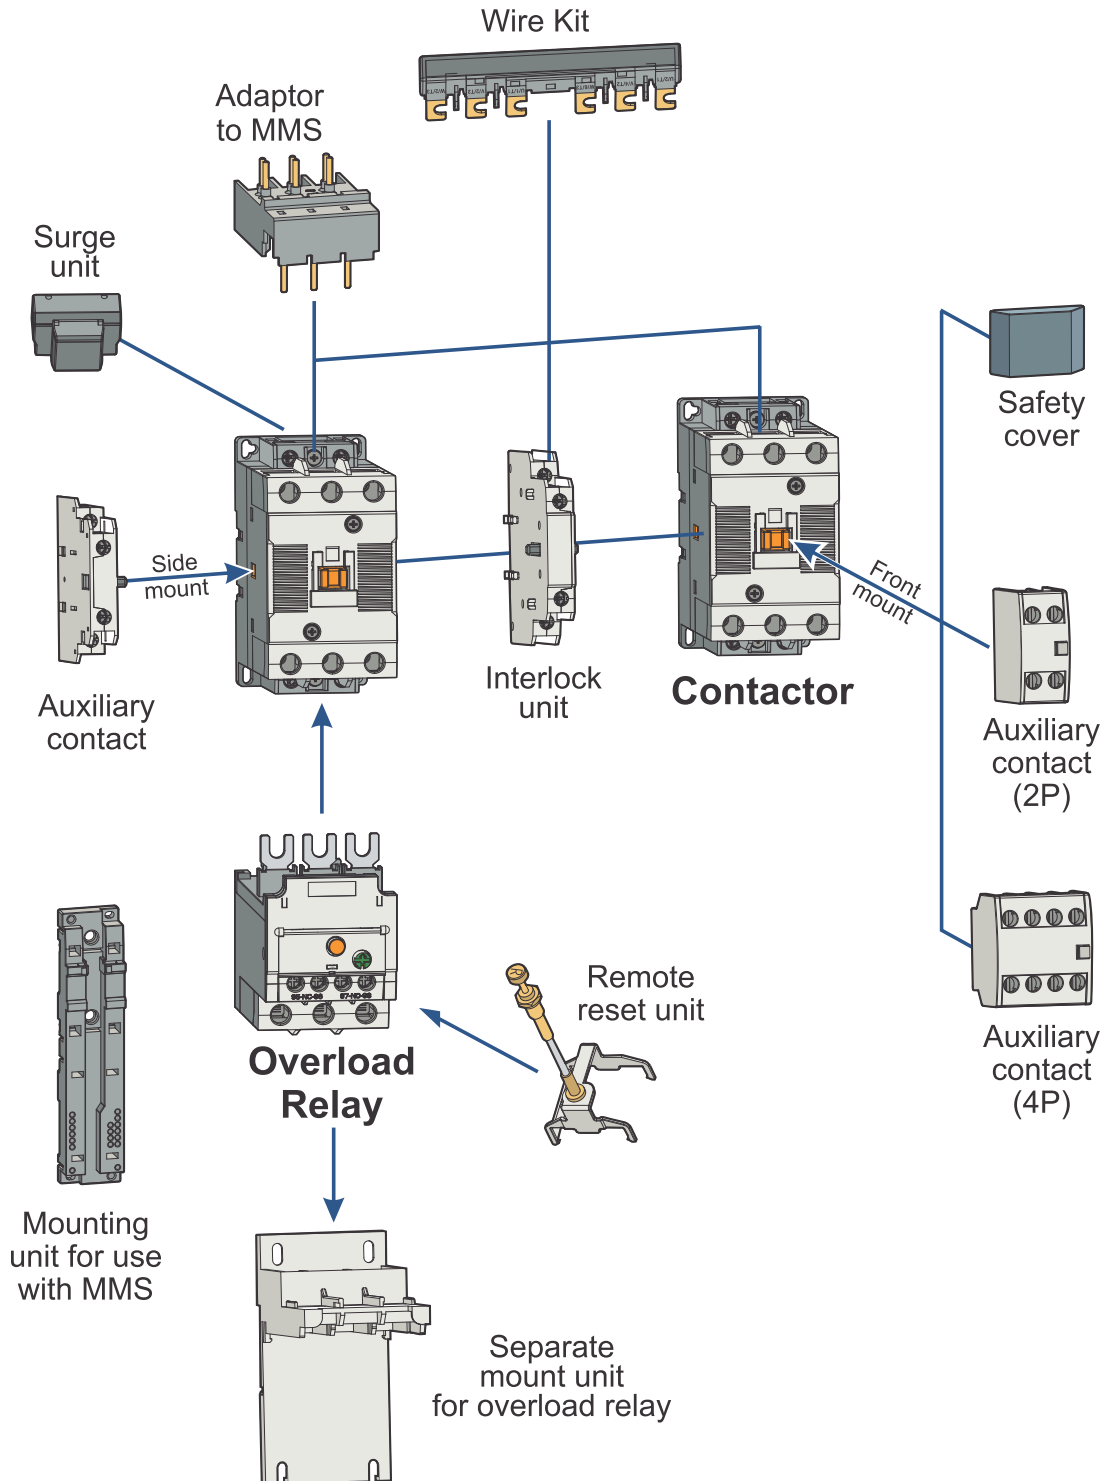 Wire Kit
Adaptor
to MMS
Surge
unit
Safety
cover
Side
mount
Front
mount
Auxiliary
contact
Interlock
unit
Contactor
Auxiliary
contact
(2P)
Overload
Relay
Remote
reset unit
Auxiliary
contact
(4P)
Mounting
unit for use
with MMS
Separate
mount unit
for overload relay